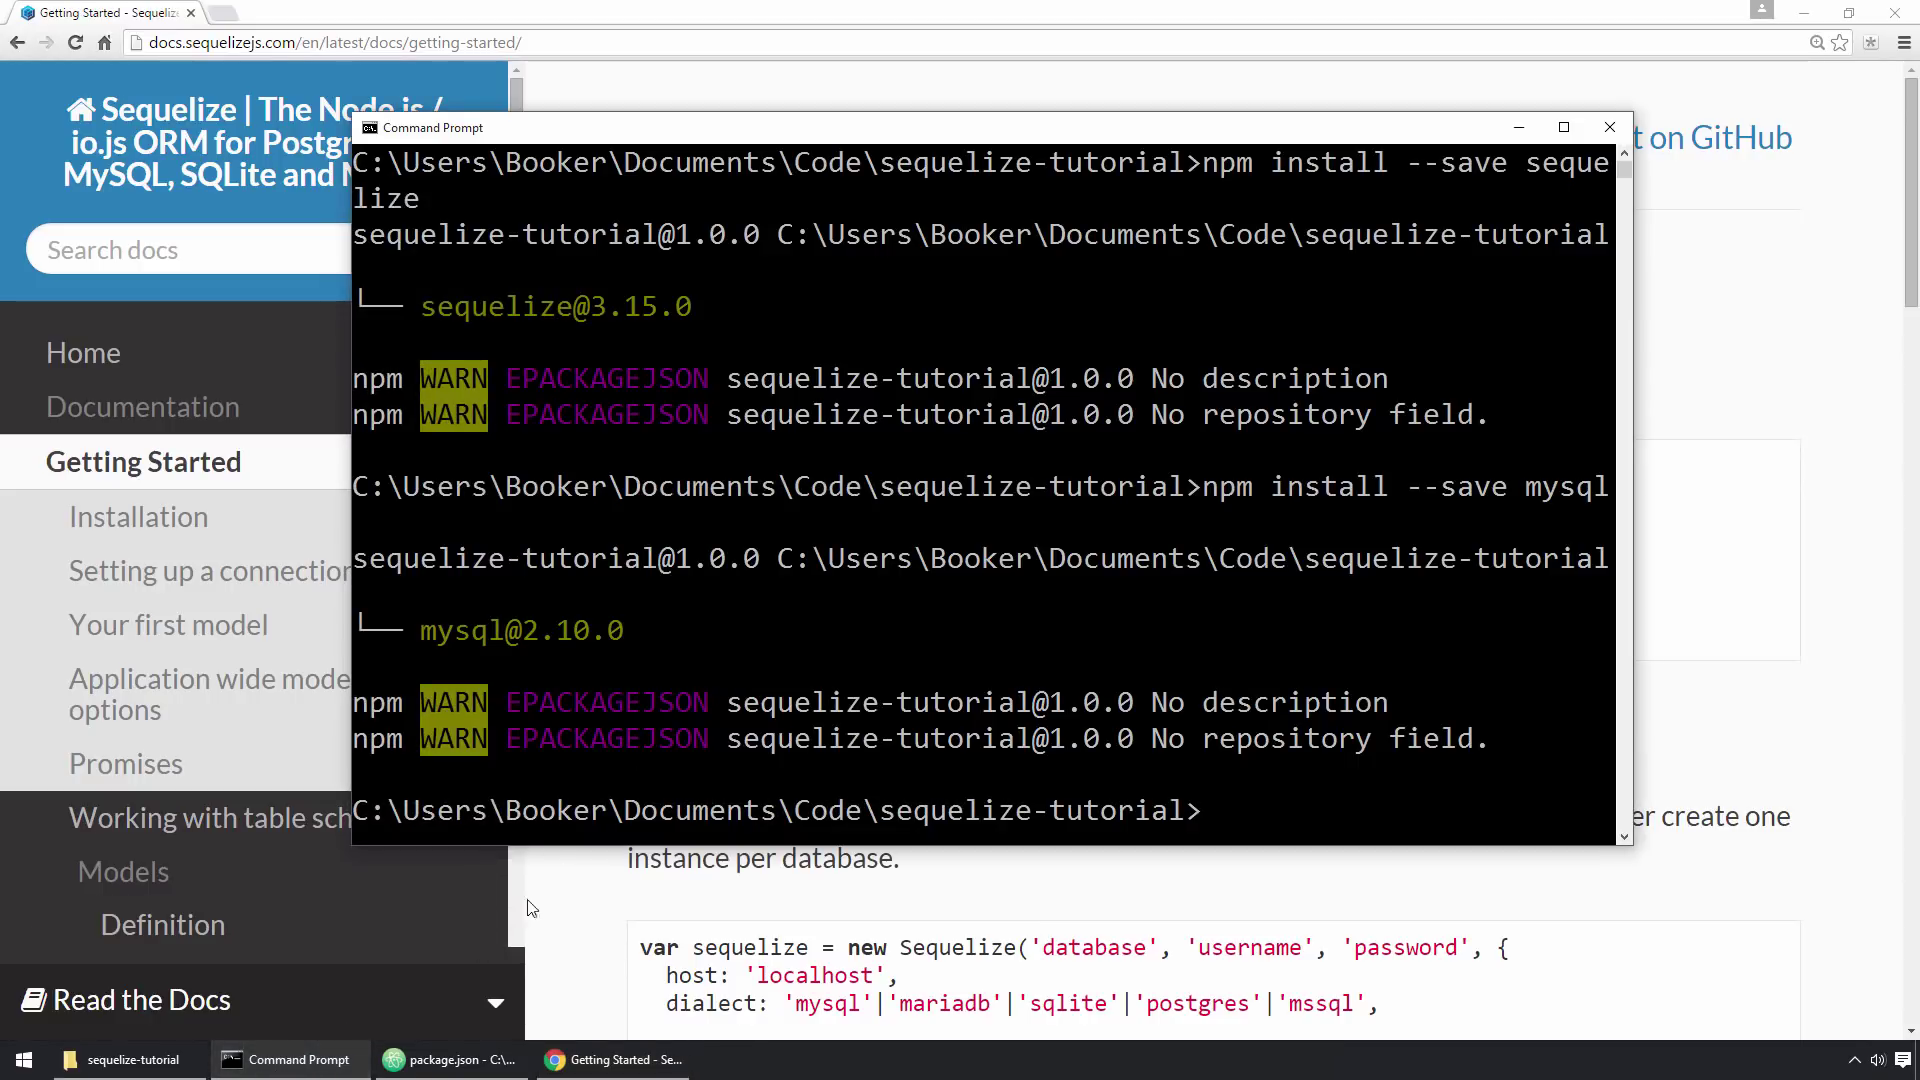 Getting Started - Sequeliz
docs.sequelizejs.com/en/latest/docs/getting-started/
Sequelize | The Node.js /
io.js ORM for Postgr
MySQL, SQLite and M
Search docs
Home
Documentation
Getting Started
Installation
Setting up a connection
Your first model
Application wide mode
options
Promises
Working with table sch
Models
Definition
Read the Docs
t on GitHub
Command Prompt
C:\Users\Booker\Documents\Code\sequelize-tutorial>npm install --save seque
lize
sequelize-tutorial@1.0.0 C:\Users\Booker\Documents\Code\sequelize-tutorial
└── sequelize@3.15.0
npm WARN EPACKAGEJSON sequelize-tutorial@1.0.0 No description
npm WARN EPACKAGEJSON sequelize-tutorial@1.0.0 No repository field.
C:\Users\Booker\Documents\Code\sequelize-tutorial>npm install --save mysql
sequelize-tutorial@1.0.0 C:\Users\Booker\Documents\Code\sequelize-tutorial
└── mysql@2.10.0
npm WARN EPACKAGEJSON sequelize-tutorial@1.0.0 No description
npm WARN EPACKAGEJSON sequelize-tutorial@1.0.0 No repository field.
C:\Users\Booker\Documents\Code\sequelize-tutorial>
er create one
instance per database.
var sequelize = new Sequelize('database', 'username', 'password', {
host: 'localhost',
dialect: 'mysql'|'mariadb'|'sqlite'|'postgres'|'mssql',
sequelize-tutorial
Command Prompt
package.json - C:\...
Getting Started - Se...